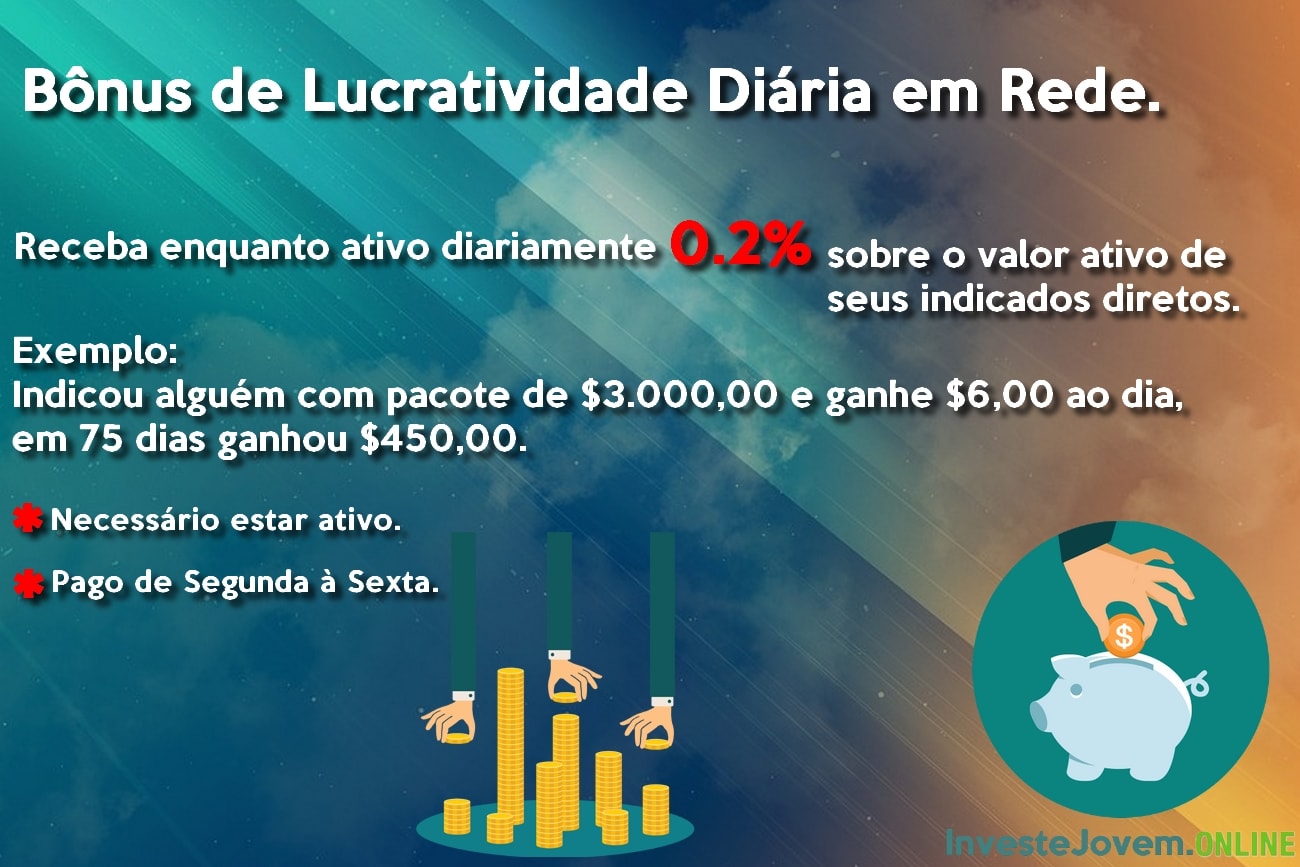 Bônus de Lucratividade Diária em Rede.
Receba enquanto ativo diariamente 0.2% sobre o valor ativo de
seus indicados diretos.
Exemplo:
Indicou alguém com pacote de $3.000,00 e ganhe $6,00 ao dia,
em 75 dias ganhou $450,00.
* Necessário estar ativo.
* Pago de Segunda à Sexta.
$
InvesteJovem.ONLINE